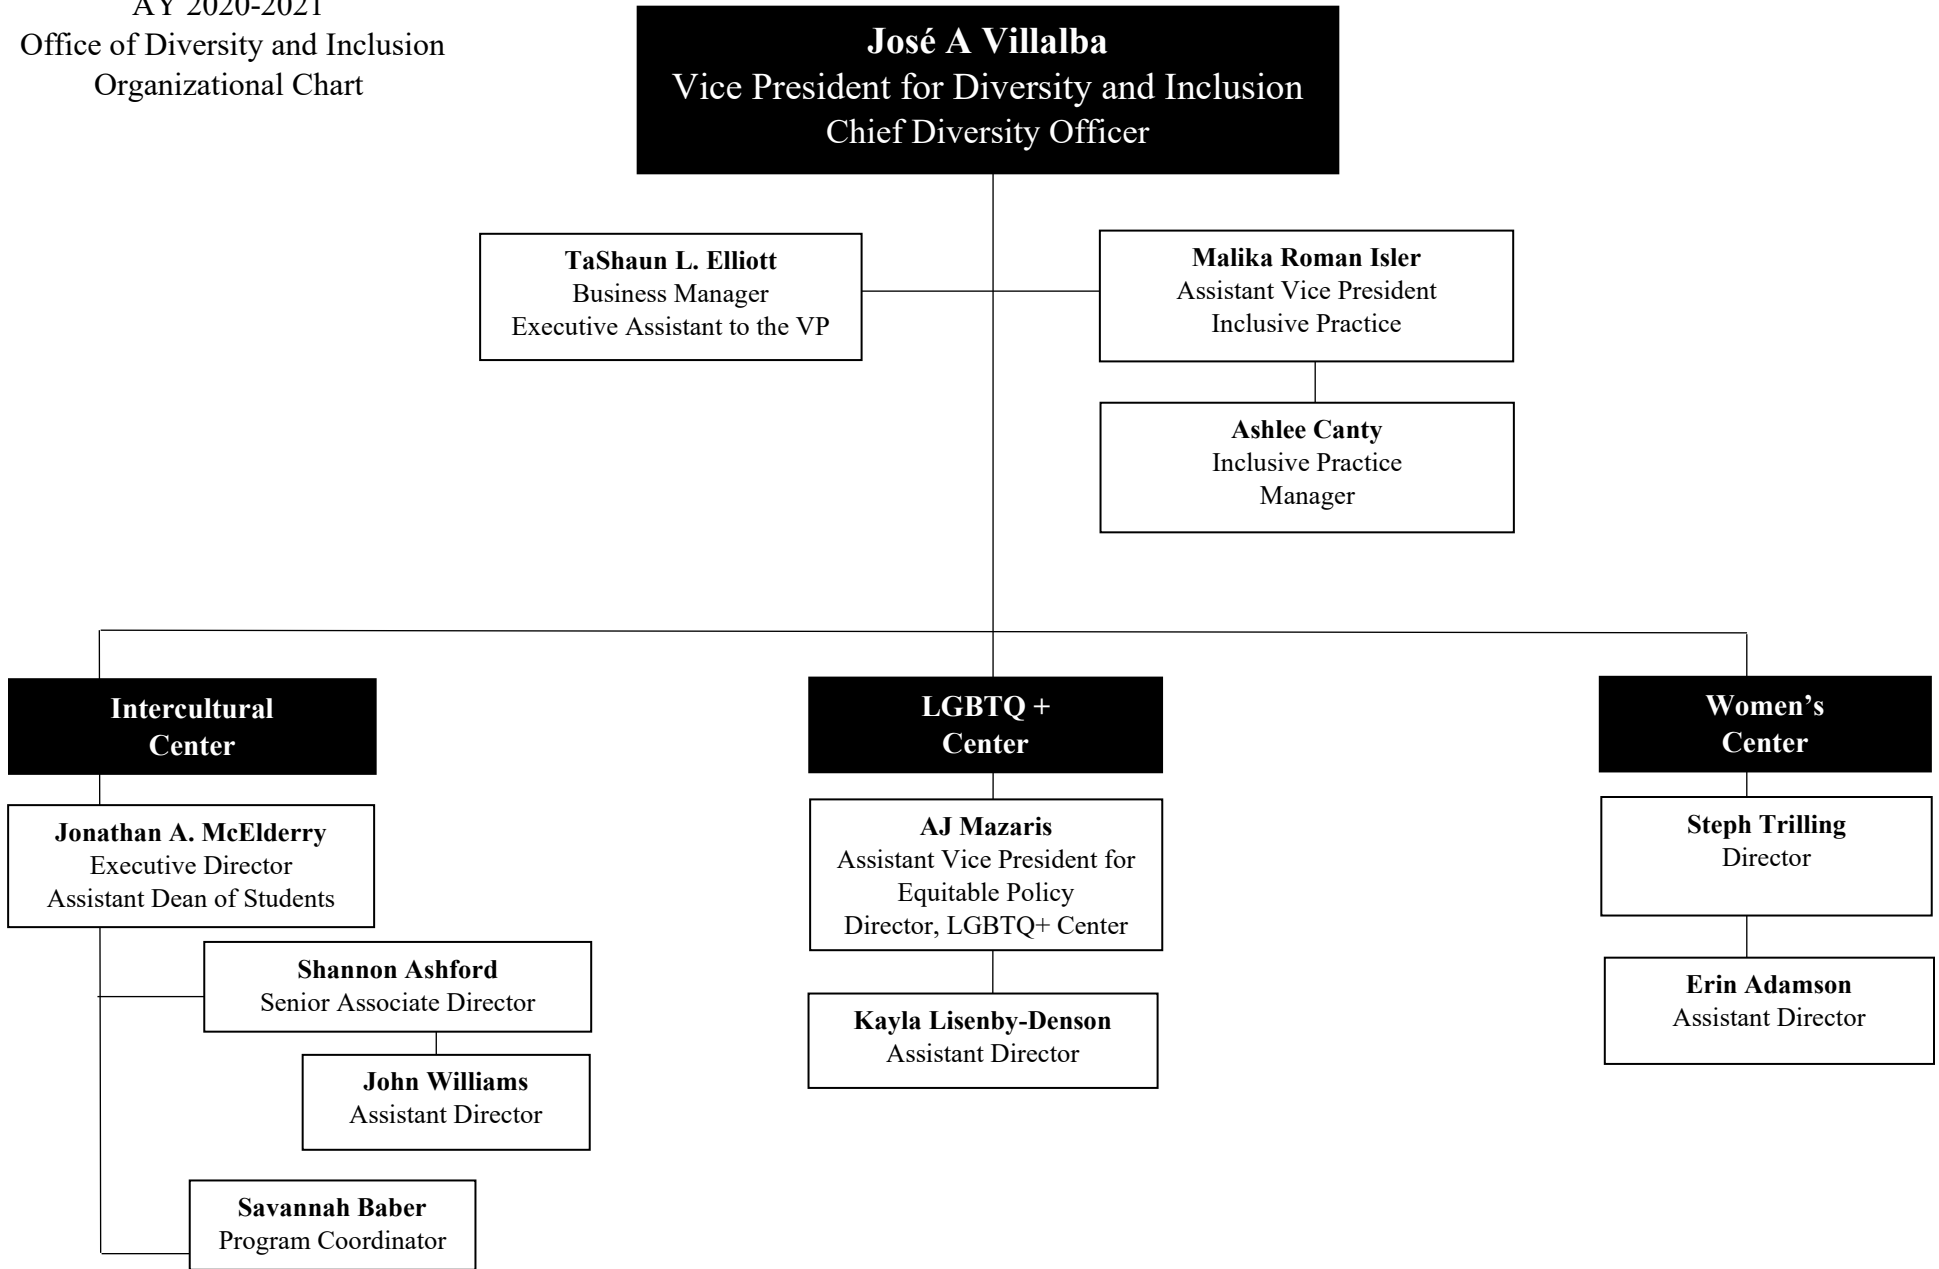 AY 2020-2021
Office of Diversity and Inclusion
Organizational Chart
José A Villalba
Vice President for Diversity and Inclusion
Chief Diversity Officer
TaShaun L. Elliott
Business Manager
Executive Assistant to the VP
Malika Roman Isler
Assistant Vice President
Inclusive Practice
Ashlee Canty
Inclusive Practice
Manager
Intercultural
Center
Jonathan A. McElderry
Executive Director
Assistant Dean of Students
Shannon Ashford
Senior Associate Director
John Williams
Assistant Director
Savannah Baber
Program Coordinator
LGBTQ +
Center
AJ Mazaris
Assistant Vice President for
Equitable Policy
Director, LGBTQ+ Center
Kayla Lisenby-Denson
Assistant Director
Women’s
Center
Steph Trilling
Director
Erin Adamson
Assistant Director